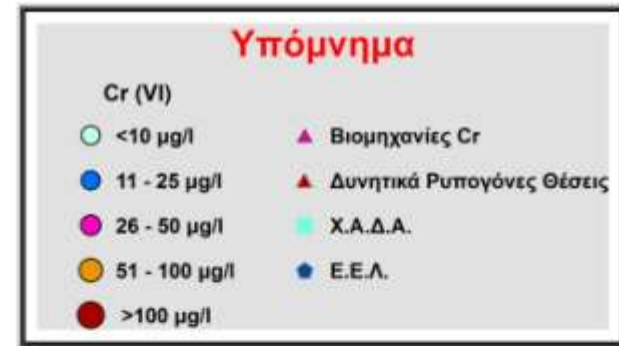 Υπόμνημα
Cr (VI)
<10 μg/l
11 - 25 μg/l
26 - 50 μg/l
51 - 100 μg/l
>100 μg/l
Βιομηχανίες Cr
Δυνητικά Ρυπογόνες Θέσεις
Χ.Α.Δ.Α.
Ε.Ε.Λ.